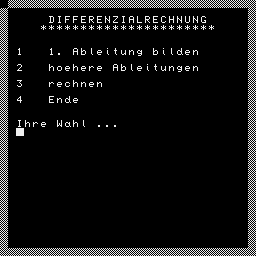 DIFFERENZIALRECHNUNG
**********************
1 1. Ableitung bilden
2 hoehere Ableitungen
3 rechnen
4 Ende
Ihre Wahl ...